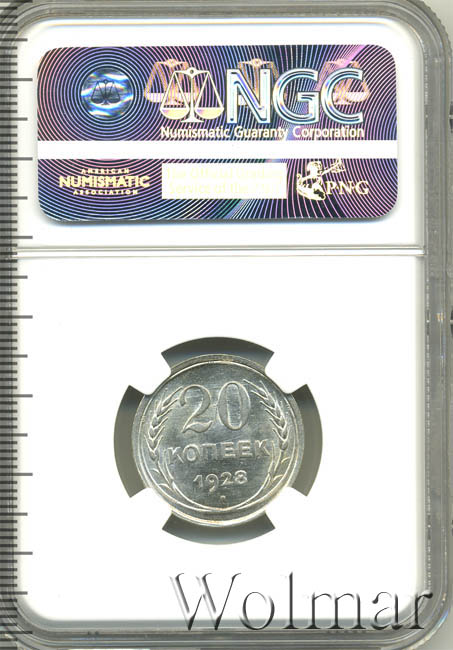 NGC
Numismatic Guaranty Corporation
AMERICAN
NUMISMATIC
ASSOCIATION
PNG
20
КОПЕЕК
1928
Wolmar